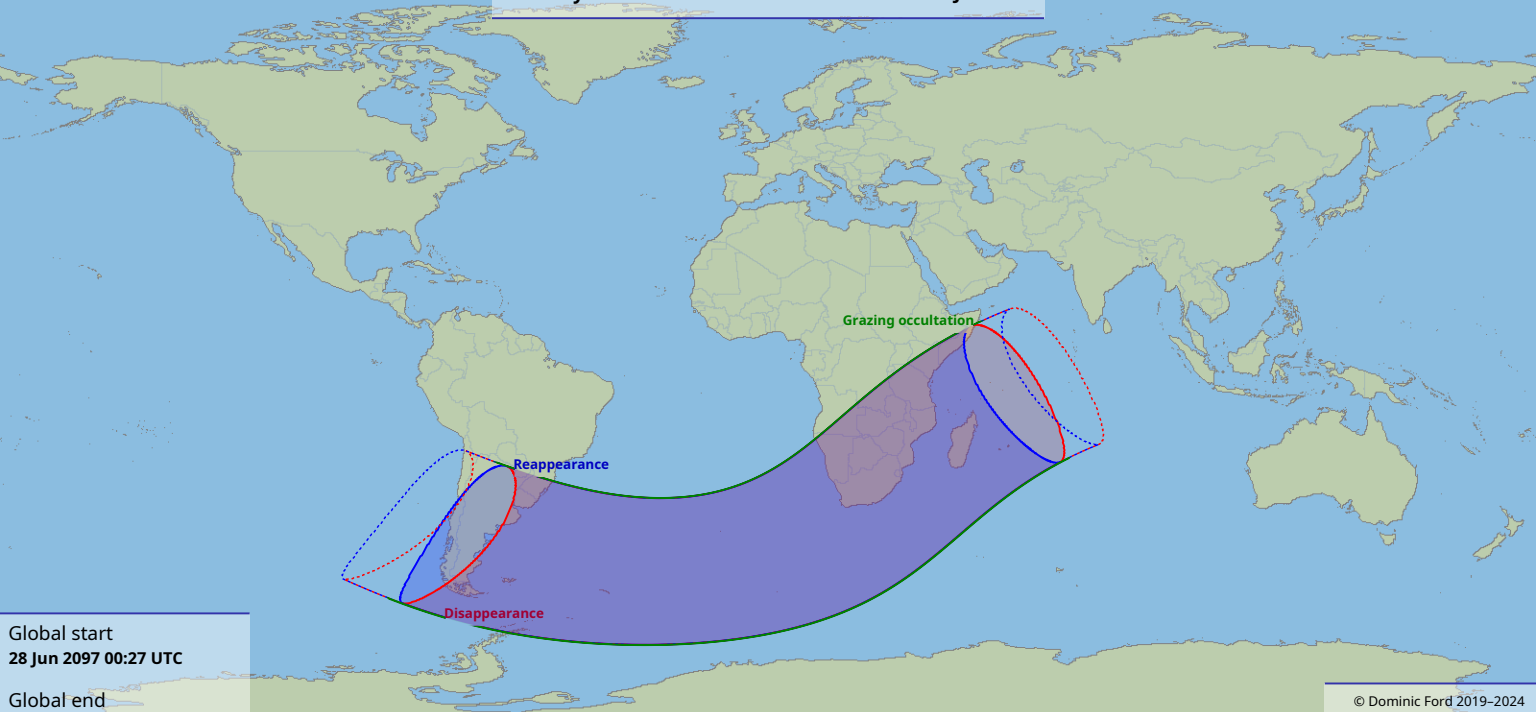 Grazing occultation
Reappearance
Disappearance
Global start
28 Jun 2097 00:27 UTC
Global end
© Dominic Ford 2019–2024